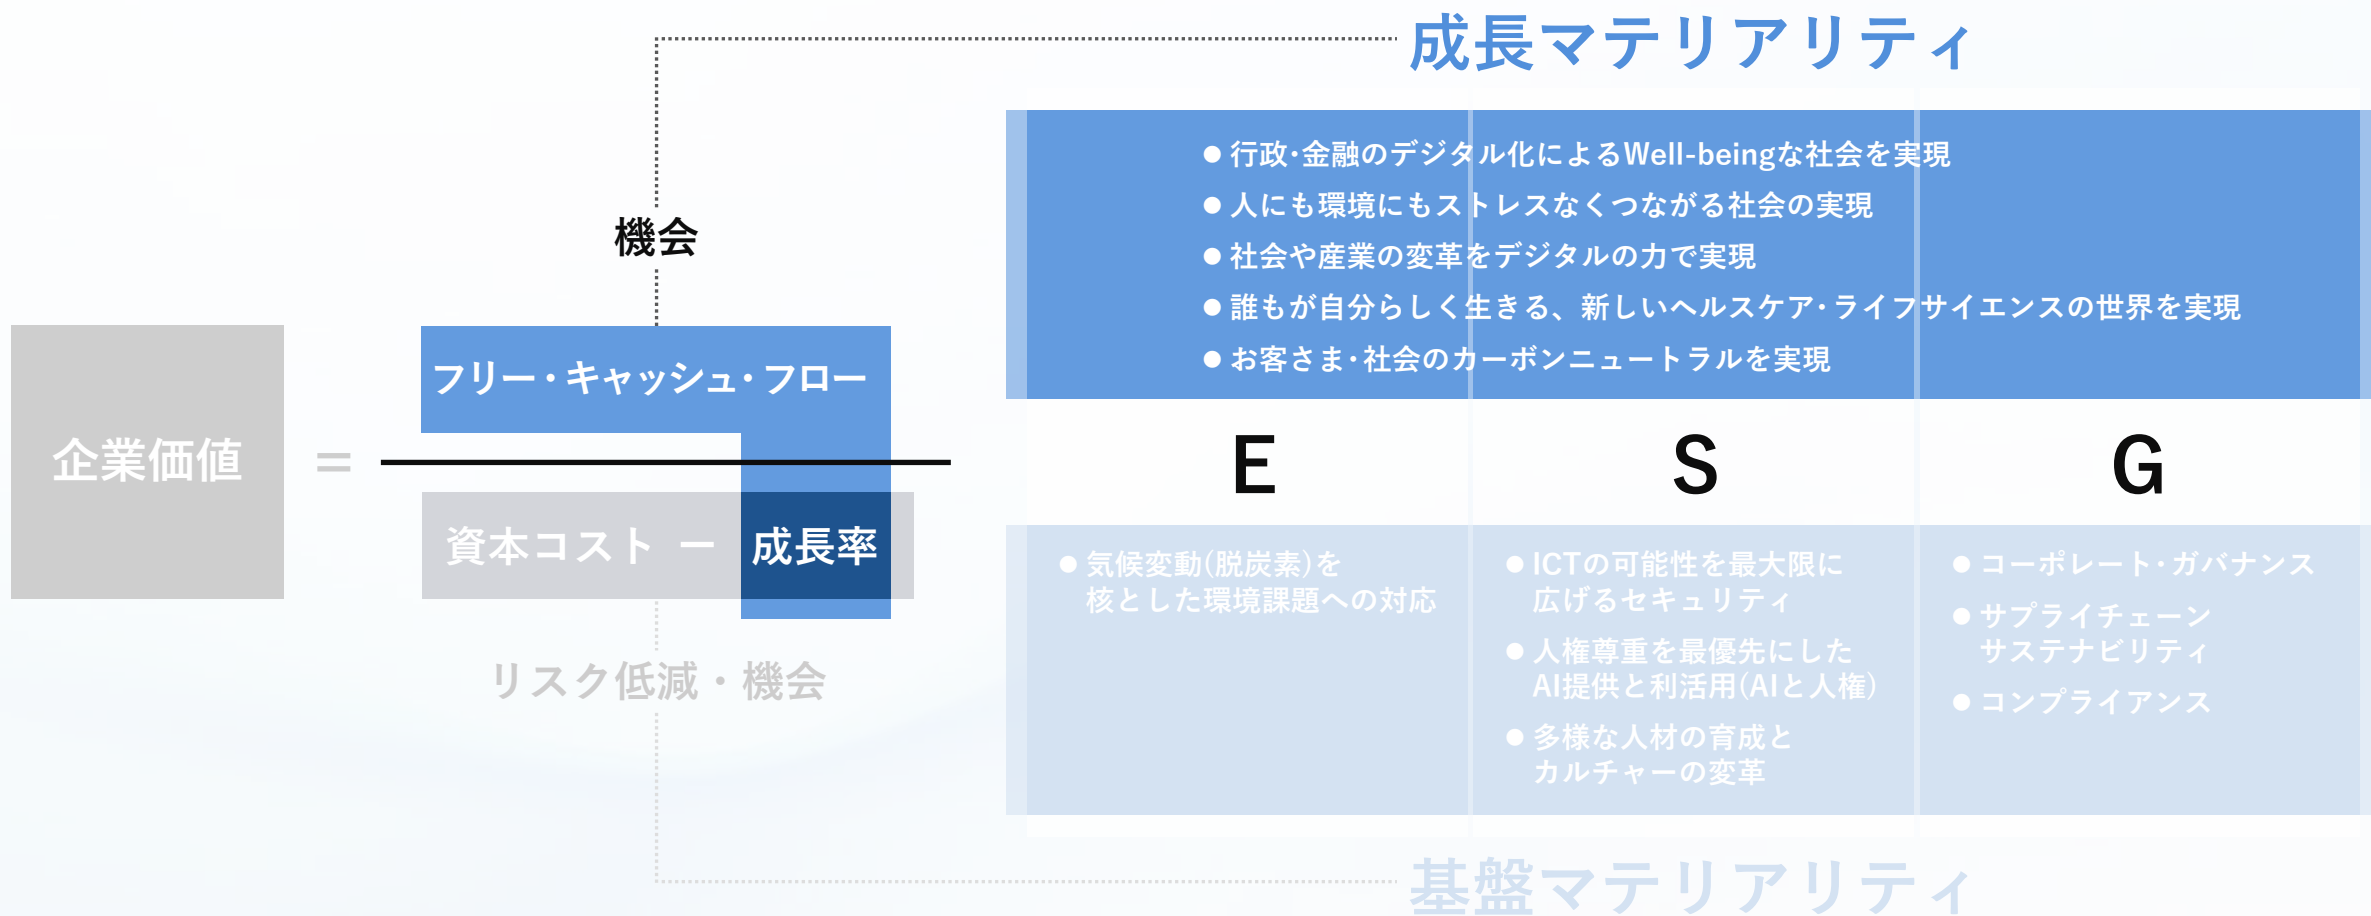 成長マテリアリティ
● 行政・金融のデジタル化によるWell-beingな社会を実現
● 人にも環境にもストレスなくつながる社会の実現
● 社会や産業の変革をデジタルの力で実現
● 誰もが自分らしく生きる、新しいヘルスケア・ライフサイエンスの世界を実現
● お客さま・社会のカーボンニュートラルを実現
機会
フリー・キャッシュ・フロー
企業価値
=
資本コスト ー 成長率
リスク低減・機会
E
S
G
● 気候変動(脱炭素)を
核とした環境課題への対応
● ICTの可能性を最大限に
広げるセキュリティ
● 人権尊重を最優先にした
AI提供と利活用(AIと人権)
● 多様な人材の育成と
カルチャーの変革
● コーポレート・ガバナンス
● サプライチェーン
サステナビリティ
● コンプライアンス
基盤マテリアリティ